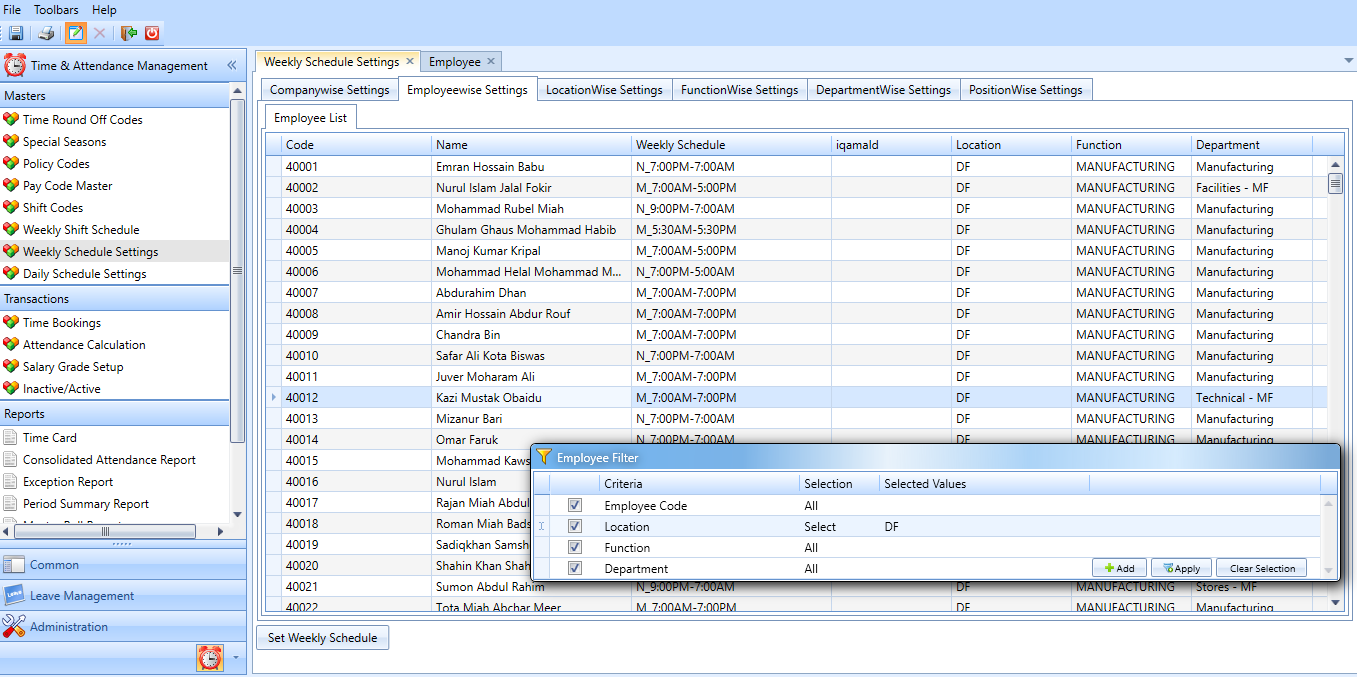 File Toolbars Help
Time & Attendance Management
Masters
Time Round Off Codes
Special Seasons
Policy Codes
Pay Code Master
Shift Codes
Weekly Shift Schedule
Weekly Schedule Settings
Daily Schedule Settings
Transactions
Time Bookings
Attendance Calculation
Salary Grade Setup
Inactive/Active
Reports
Time Card
Consolidated Attendance Report
Exception Report
Period Summary Report
Common
Leave Management
Administration
Weekly Schedule Settings Employee
Companywise Settings Employeewise Settings LocationWise Settings FunctionWise Settings DepartmentWise Settings PositionWise Settings
Employee List
Code Name Weekly Schedule iqamaId Location Function Department
40001 Emran Hossain Babu N_7:00PM-7:00AM DF MANUFACTURING Manufacturing
40002 Nurul Islam Jalal Fokir M_7:00AM-5:00PM DF MANUFACTURING Facilities - MF
40003 Mohammad Rubel Miah N_9:00PM-7:00AM DF MANUFACTURING Manufacturing
40004 Ghulam Ghaus Mohammad Habib M_5:30AM-5:30PM DF MANUFACTURING Manufacturing
40005 Manoj Kumar Kripal M_7:00AM-5:00PM DF MANUFACTURING Manufacturing
40006 Mohammad Helal Mohammad M... N_7:00PM-5:00AM DF MANUFACTURING Manufacturing
40007 Abdurahim Dhan M_7:00AM-7:00PM DF MANUFACTURING Manufacturing
40008 Amir Hossain Abdur Rouf M_7:00AM-7:00PM DF MANUFACTURING Manufacturing
40009 Chandra Bin M_7:00AM-7:00PM DF MANUFACTURING Manufacturing
40010 Safar Ali Kota Biswas N_7:00PM-7:00AM DF MANUFACTURING Manufacturing
40011 Juver Moharam Ali M_7:00AM-7:00PM DF MANUFACTURING Manufacturing
40012 Kazi Mustak Obaidu M_7:00AM-7:00PM DF MANUFACTURING Technical - MF
40013 Mizanur Bari N_7:00PM-7:00AM DF MANUFACTURING Manufacturing
40014 Omar Faruk N_7:00PM-7:00AM DF MANUFACTURING Manufacturing
40015 Mohammad Kaws
40016 Nurul Islam
40017 Rajan Miah Abdul
40018 Roman Miah Bads
40019 Sadiqkhan Samsh
40020 Shahin Khan Shah
40021 Sumon Abdul Rahim N_9:00PM-7:00AM DF MANUFACTURING Stores - MF
40022 Tota Miah Abchar Meer M_7:00AM-7:00PM DF MANUFACTURING Manufacturing
Employee Filter
Criteria Selection Selected Values
Employee Code All
Location Select DF
Function All
Department All
Add Apply Clear Selection
Set Weekly Schedule